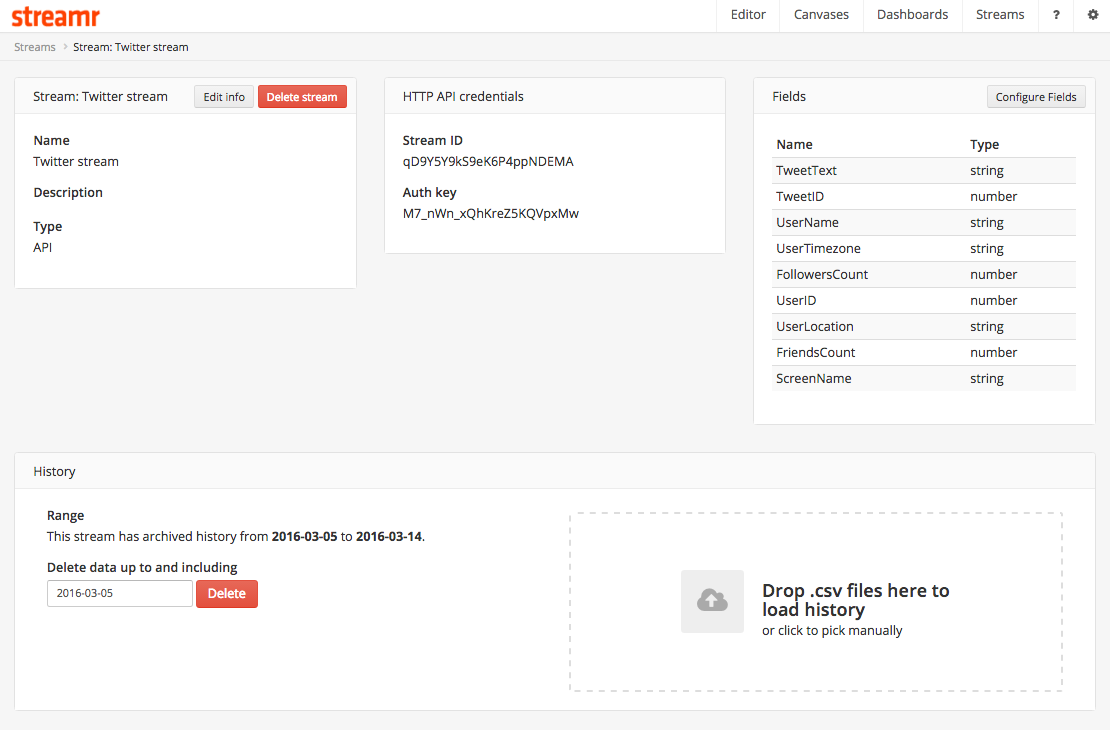 streamr
Editor
Canvases
Dashboards
Streams
?
Streams > Stream: Twitter stream
Stream: Twitter stream
Edit info
Delete stream
Name
Twitter stream
Description
Type
API
HTTP API credentials
Stream ID
qD9Y5Y9kS9eK6P4ppNDEMA
Auth key
M7_nWn_xQhKreZ5KQVpxMw
Fields
Configure Fields
Name Type
TweetText string
TweetID number
UserName string
UserTimezone string
FollowersCount number
UserID number
UserLocation string
FriendsCount number
ScreenName string
History
Range
This stream has archived history from 2016-03-05 to 2016-03-14.
Delete data up to and including
2016-03-05
Delete
Drop .csv files here to
load history
or click to pick manually